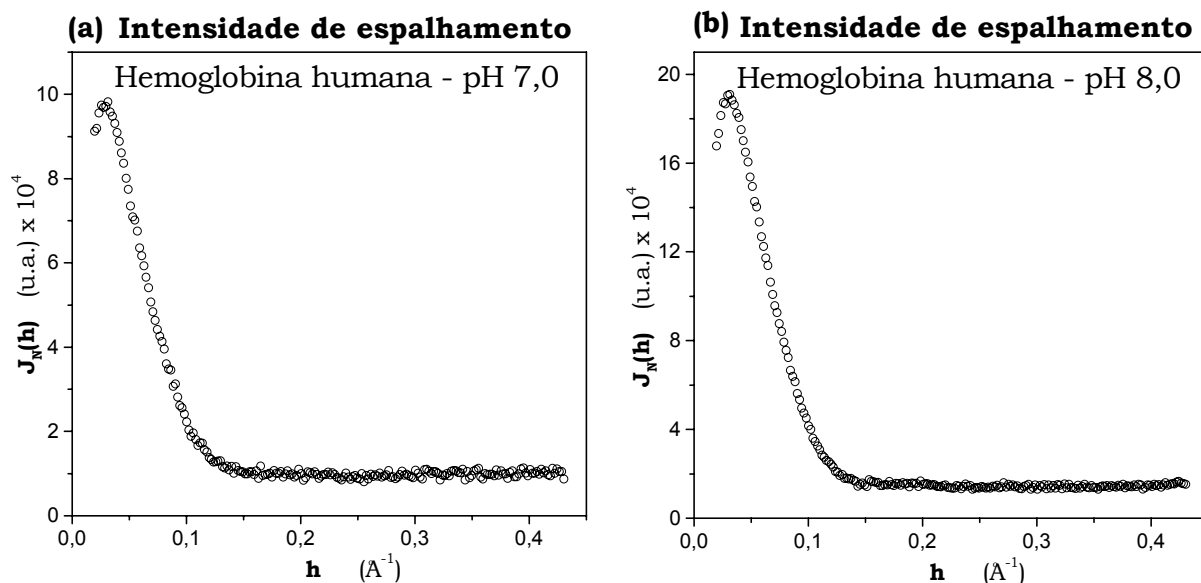 (a) Intensidade de espalhamento
Hemoglobina humana - pH 7,0
10
8
6
4
2
0
J_N(h) (u.a.) x 10^4
0,0 0,1 0,2 0,3 0,4
h (Å^-1)
(b) Intensidade de espalhamento
Hemoglobina humana - pH 8,0
20
16
12
8
4
0
J_N(h) (u.a.) x 10^4
0,0 0,1 0,2 0,3 0,4
h (Å^-1)